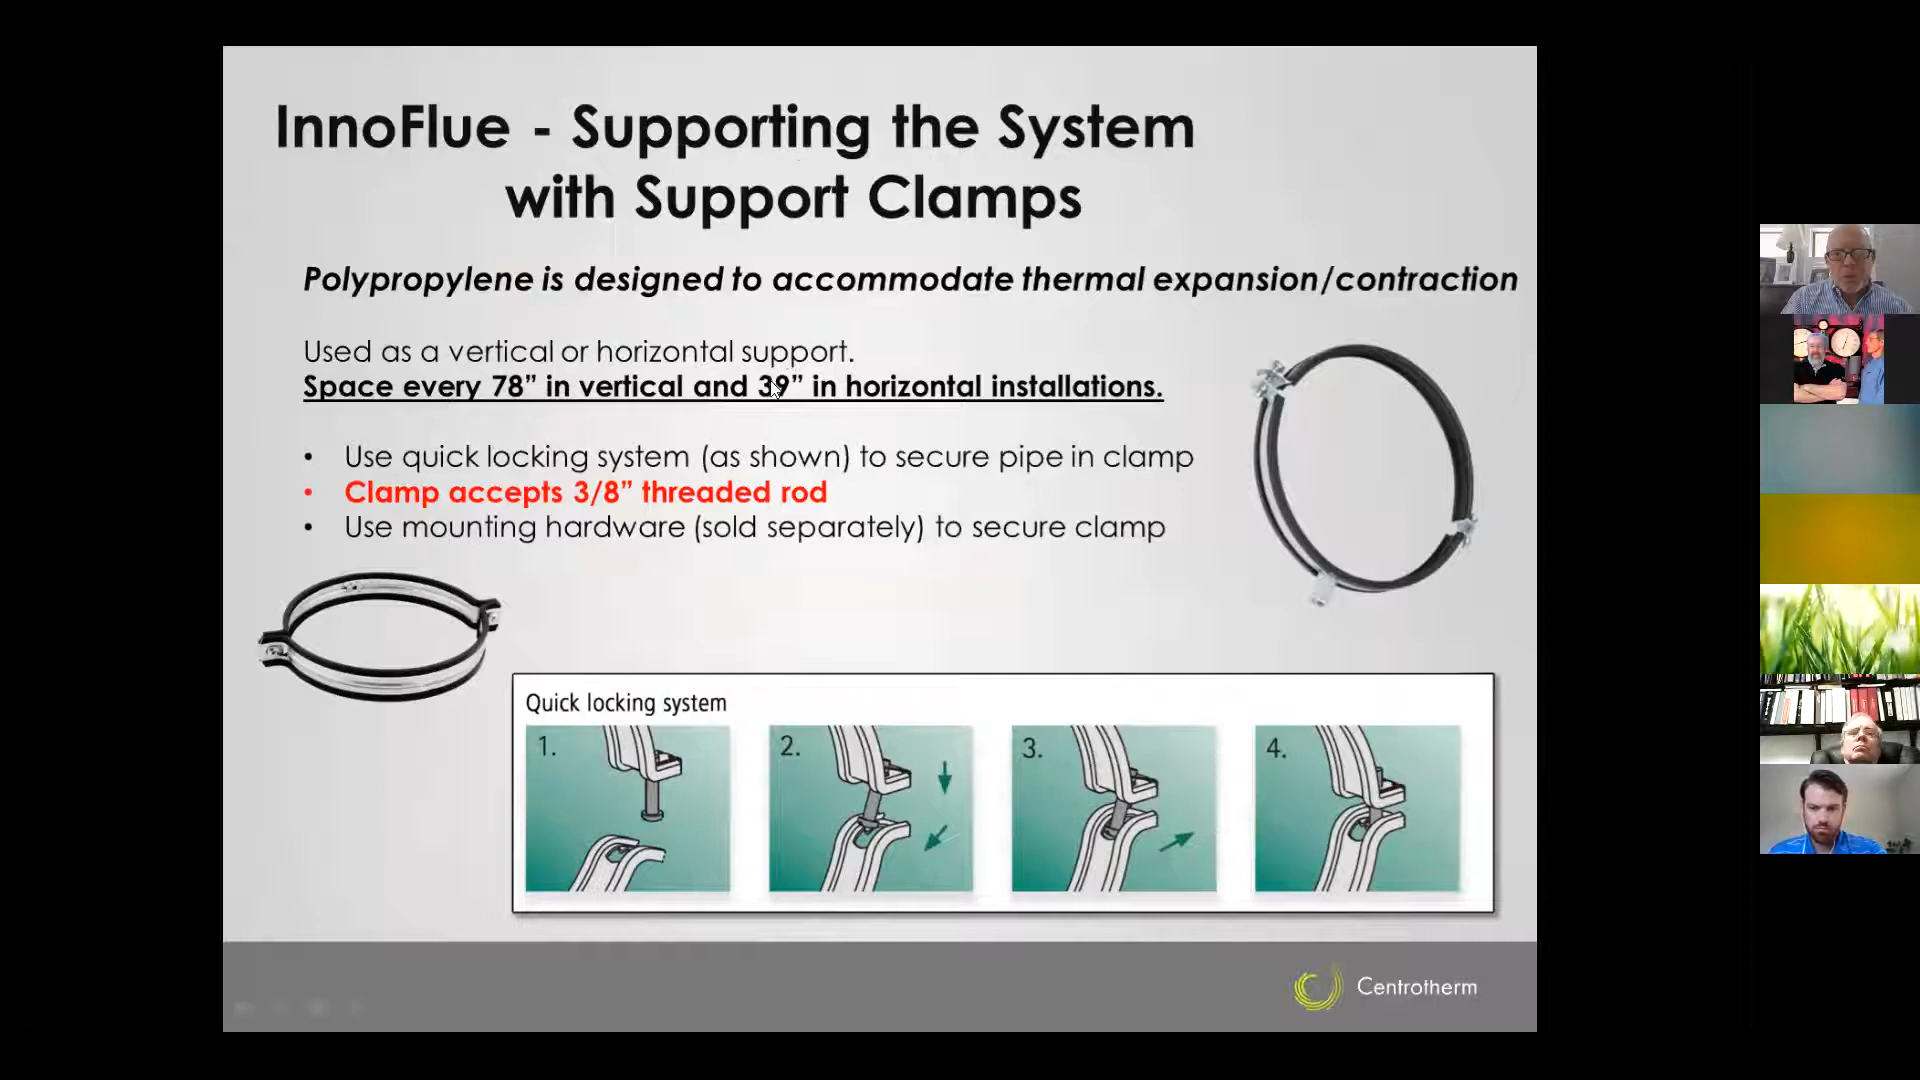 InnoFlue - Supporting the System
with Support Clamps
Polypropylene is designed to accommodate thermal expansion/contraction
Used as a vertical or horizontal support.
Space every 78” in vertical and 39” in horizontal installations.
• Use quick locking system (as shown) to secure pipe in clamp
• Clamp accepts 3/8” threaded rod
• Use mounting hardware (sold separately) to secure clamp
Quick locking system
1.
2.
3.
4.
Centrotherm